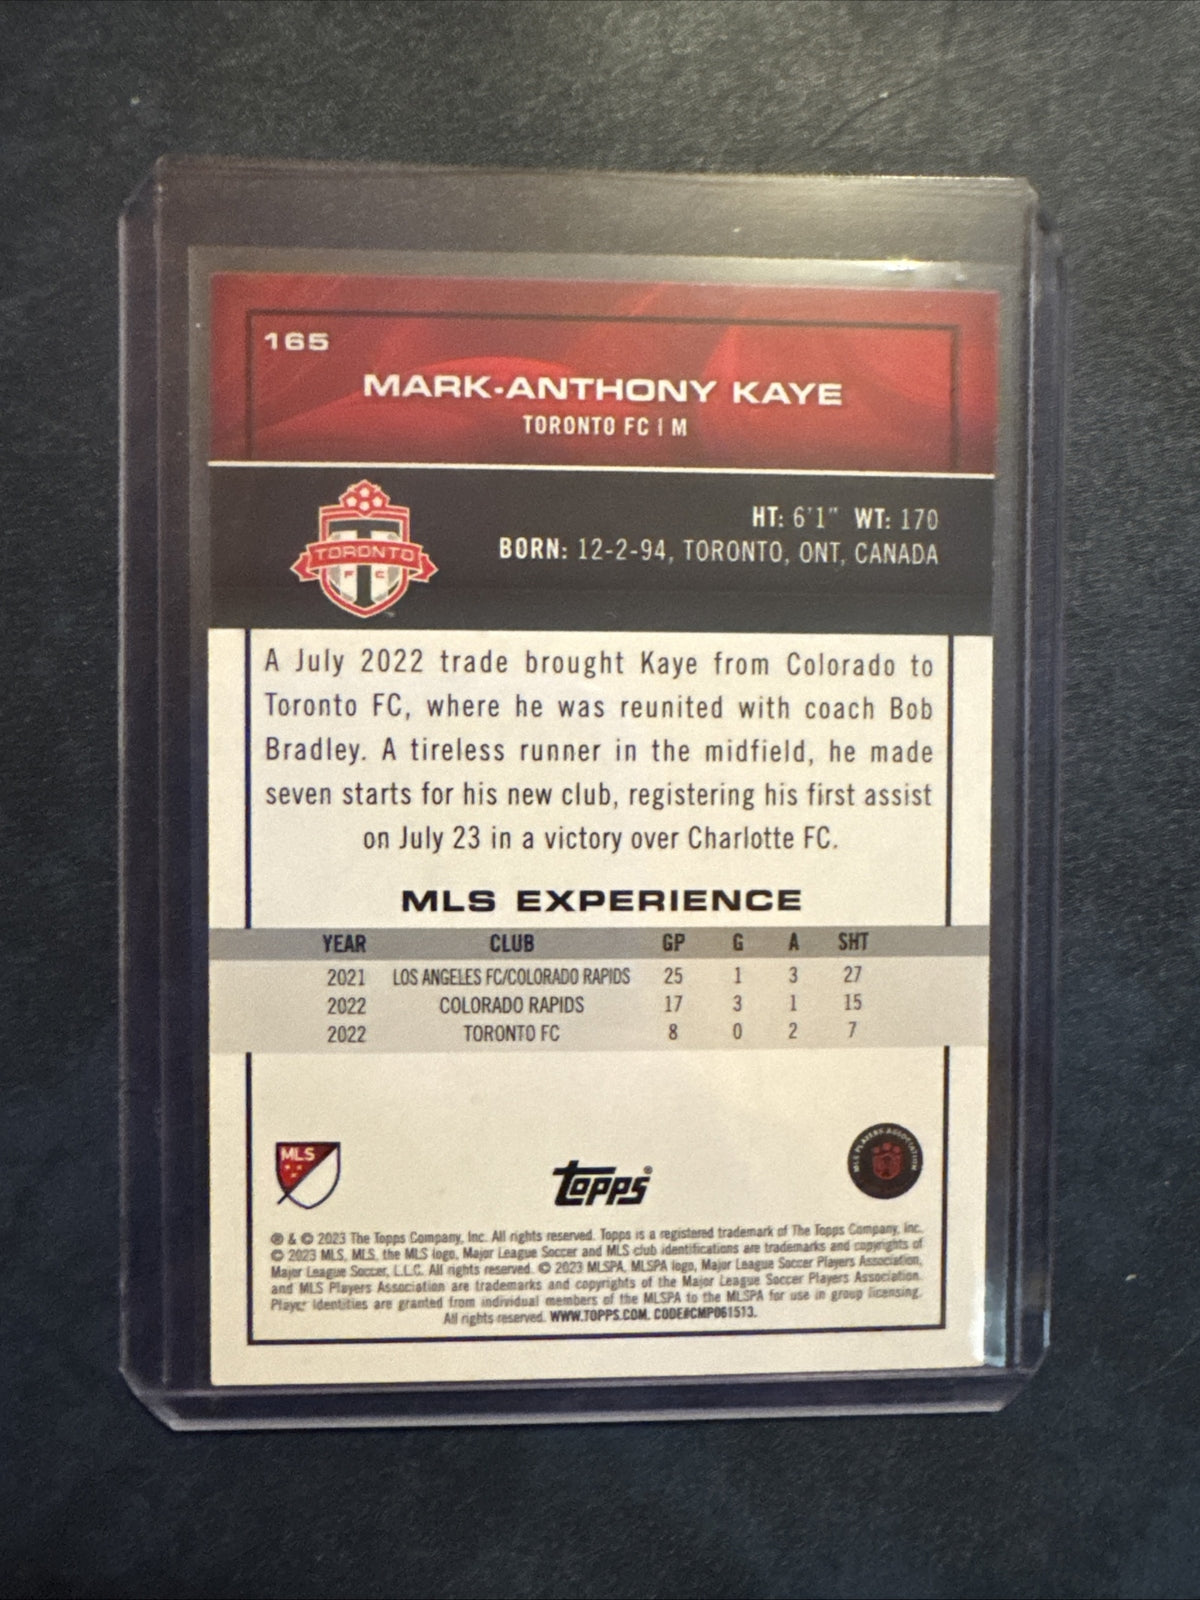 165
MARK-ANTHONY KAYE
TORONTO FC | M
TORONTO
F C
HT: 6'1" WT: 170
BORN: 12-2-94, TORONTO, ONT, CANADA
A July 2022 trade brought Kaye from Colorado to
Toronto FC, where he was reunited with coach Bob
Bradley. A tireless runner in the midfield, he made
seven starts for his new club, registering his first assist
on July 23 in a victory over Charlotte FC.
MLS EXPERIENCE
YEAR CLUB GP G A SHT
2021 LOS ANGELES FC/COLORADO RAPIDS 25 1 3 27
2022 COLORADO RAPIDS 17 3 1 15
2022 TORONTO FC 8 0 2 7
MLS
Topps®
MLS PLAYERS ASSOCIATION
® & © 2023 The Topps Company, Inc. All rights reserved. Topps is a registered trademark of The Topps Company, Inc.
© 2023 MLS. MLS, the MLS logo, Major League Soccer and MLS club identifications are trademarks and copyrights of
Major League Soccer, L.L.C. All rights reserved. © 2023 MLSPA. MLSPA logo, Major League Soccer Players Association,
and MLS Players Association are trademarks and copyrights of the Major League Soccer Players Association.
Player Identities are granted from individual members of the MLSPA to the MLSPA for use in group licensing.
All rights reserved. WWW.TOPPS.COM. CODE#CMP061513.